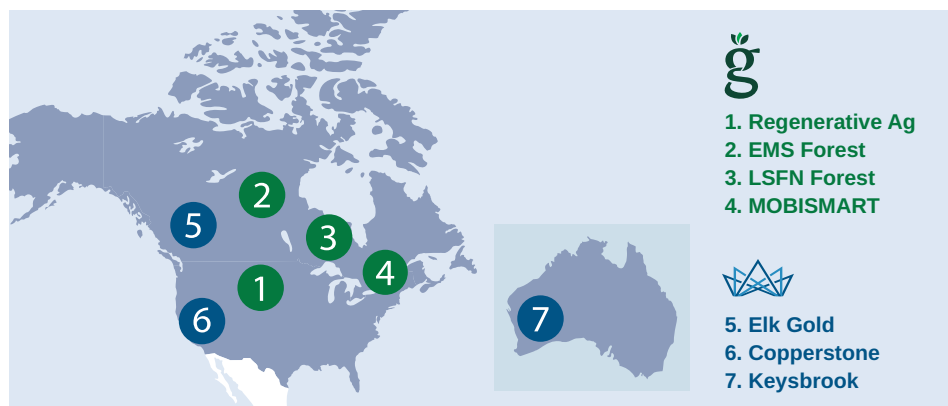 2
5
3
4
1
6
7
g
1. Regenerative Ag
2. EMS Forest
3. LSFN Forest
4. MOBISMART
5. Elk Gold
6. Copperstone
7. Keysbrook